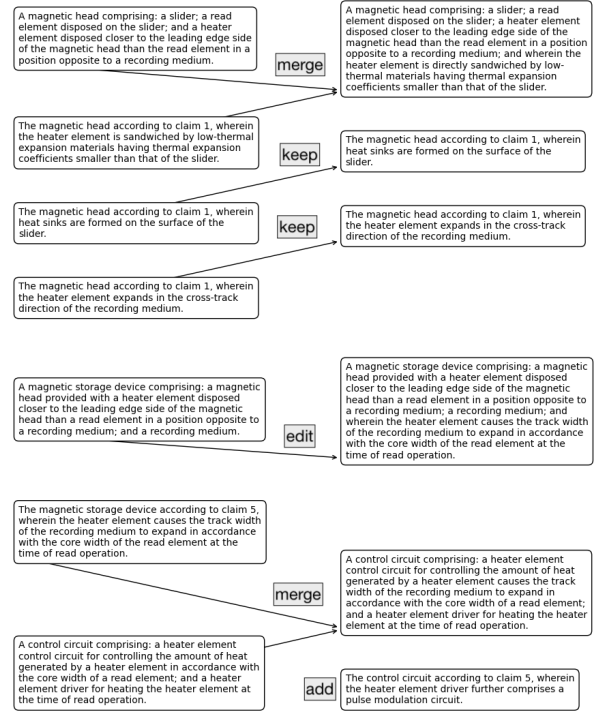 A magnetic head comprising: a slider; a read
element disposed on the slider; and a heater
element disposed closer to the leading edge side
of the magnetic head than the read element in a
position opposite to a recording medium.
merge
A magnetic head comprising: a slider; a read
element disposed on the slider; a heater element
disposed closer to the leading edge side of the
magnetic head than the read element in a position
opposite to a recording medium; and wherein the
heater element is directly sandwiched by low-
thermal materials having thermal expansion
coefficients smaller than that of the slider.
The magnetic head according to claim 1, wherein
the heater element is sandwiched by low-thermal
expansion materials having thermal expansion
coefficients smaller than that of the slider.
keep
The magnetic head according to claim 1, wherein
heat sinks are formed on the surface of the
slider.
The magnetic head according to claim 1, wherein
heat sinks are formed on the surface of the
slider.
keep
The magnetic head according to claim 1, wherein
the heater element expands in the cross-track
direction of the recording medium.
The magnetic head according to claim 1, wherein
the heater element expands in the cross-track
direction of the recording medium.
A magnetic storage device comprising: a magnetic
head provided with a heater element disposed
closer to the leading edge side of the magnetic
head than a read element in a position opposite to
a recording medium; and a recording medium.
edit
A magnetic storage device comprising: a magnetic
head provided with a heater element disposed
closer to the leading edge side of the magnetic
head than a read element in a position opposite to
a recording medium; a recording medium; and
wherein the heater element causes the track width
of the recording medium to expand in accordance
with the core width of the read element at the
time of read operation.
The magnetic storage device according to claim 5,
wherein the heater element causes the track width
of the recording medium to expand in accordance
with the core width of the read element at the
time of read operation.
merge
A control circuit comprising: a heater element
control circuit for controlling the amount of heat
generated by a heater element causes the track
width of the recording medium to expand in
accordance with the core width of a read element;
and a heater element driver for heating the heater
element at the time of read operation.
A control circuit comprising: a heater element
control circuit for controlling the amount of heat
generated by a heater element in accordance with
the core width of a read element; and a heater
element driver for heating the heater element at
the time of read operation.
add
The control circuit according to claim 5, wherein
the heater element driver further comprises a
pulse modulation circuit.